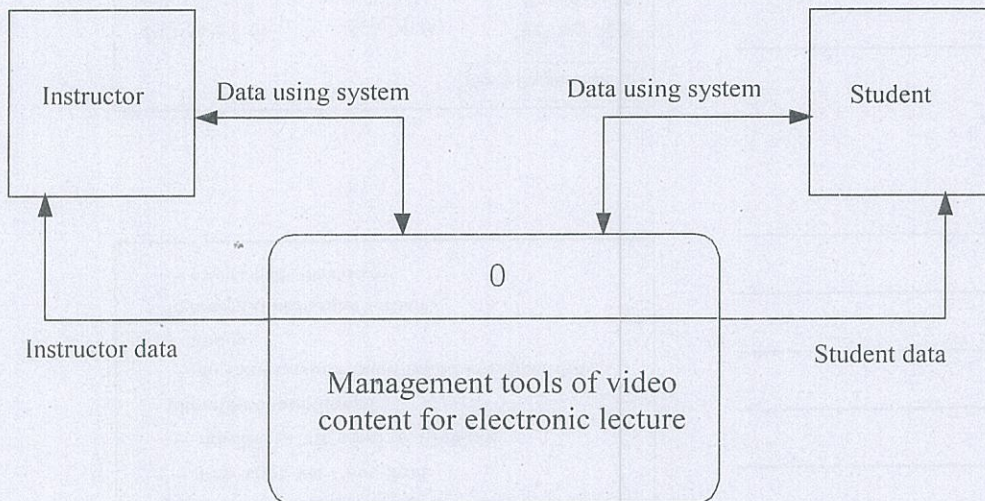 Instructor
Data using system
Data using system
Student
0
Instructor data
Student data
Management tools of video
content for electronic lecture